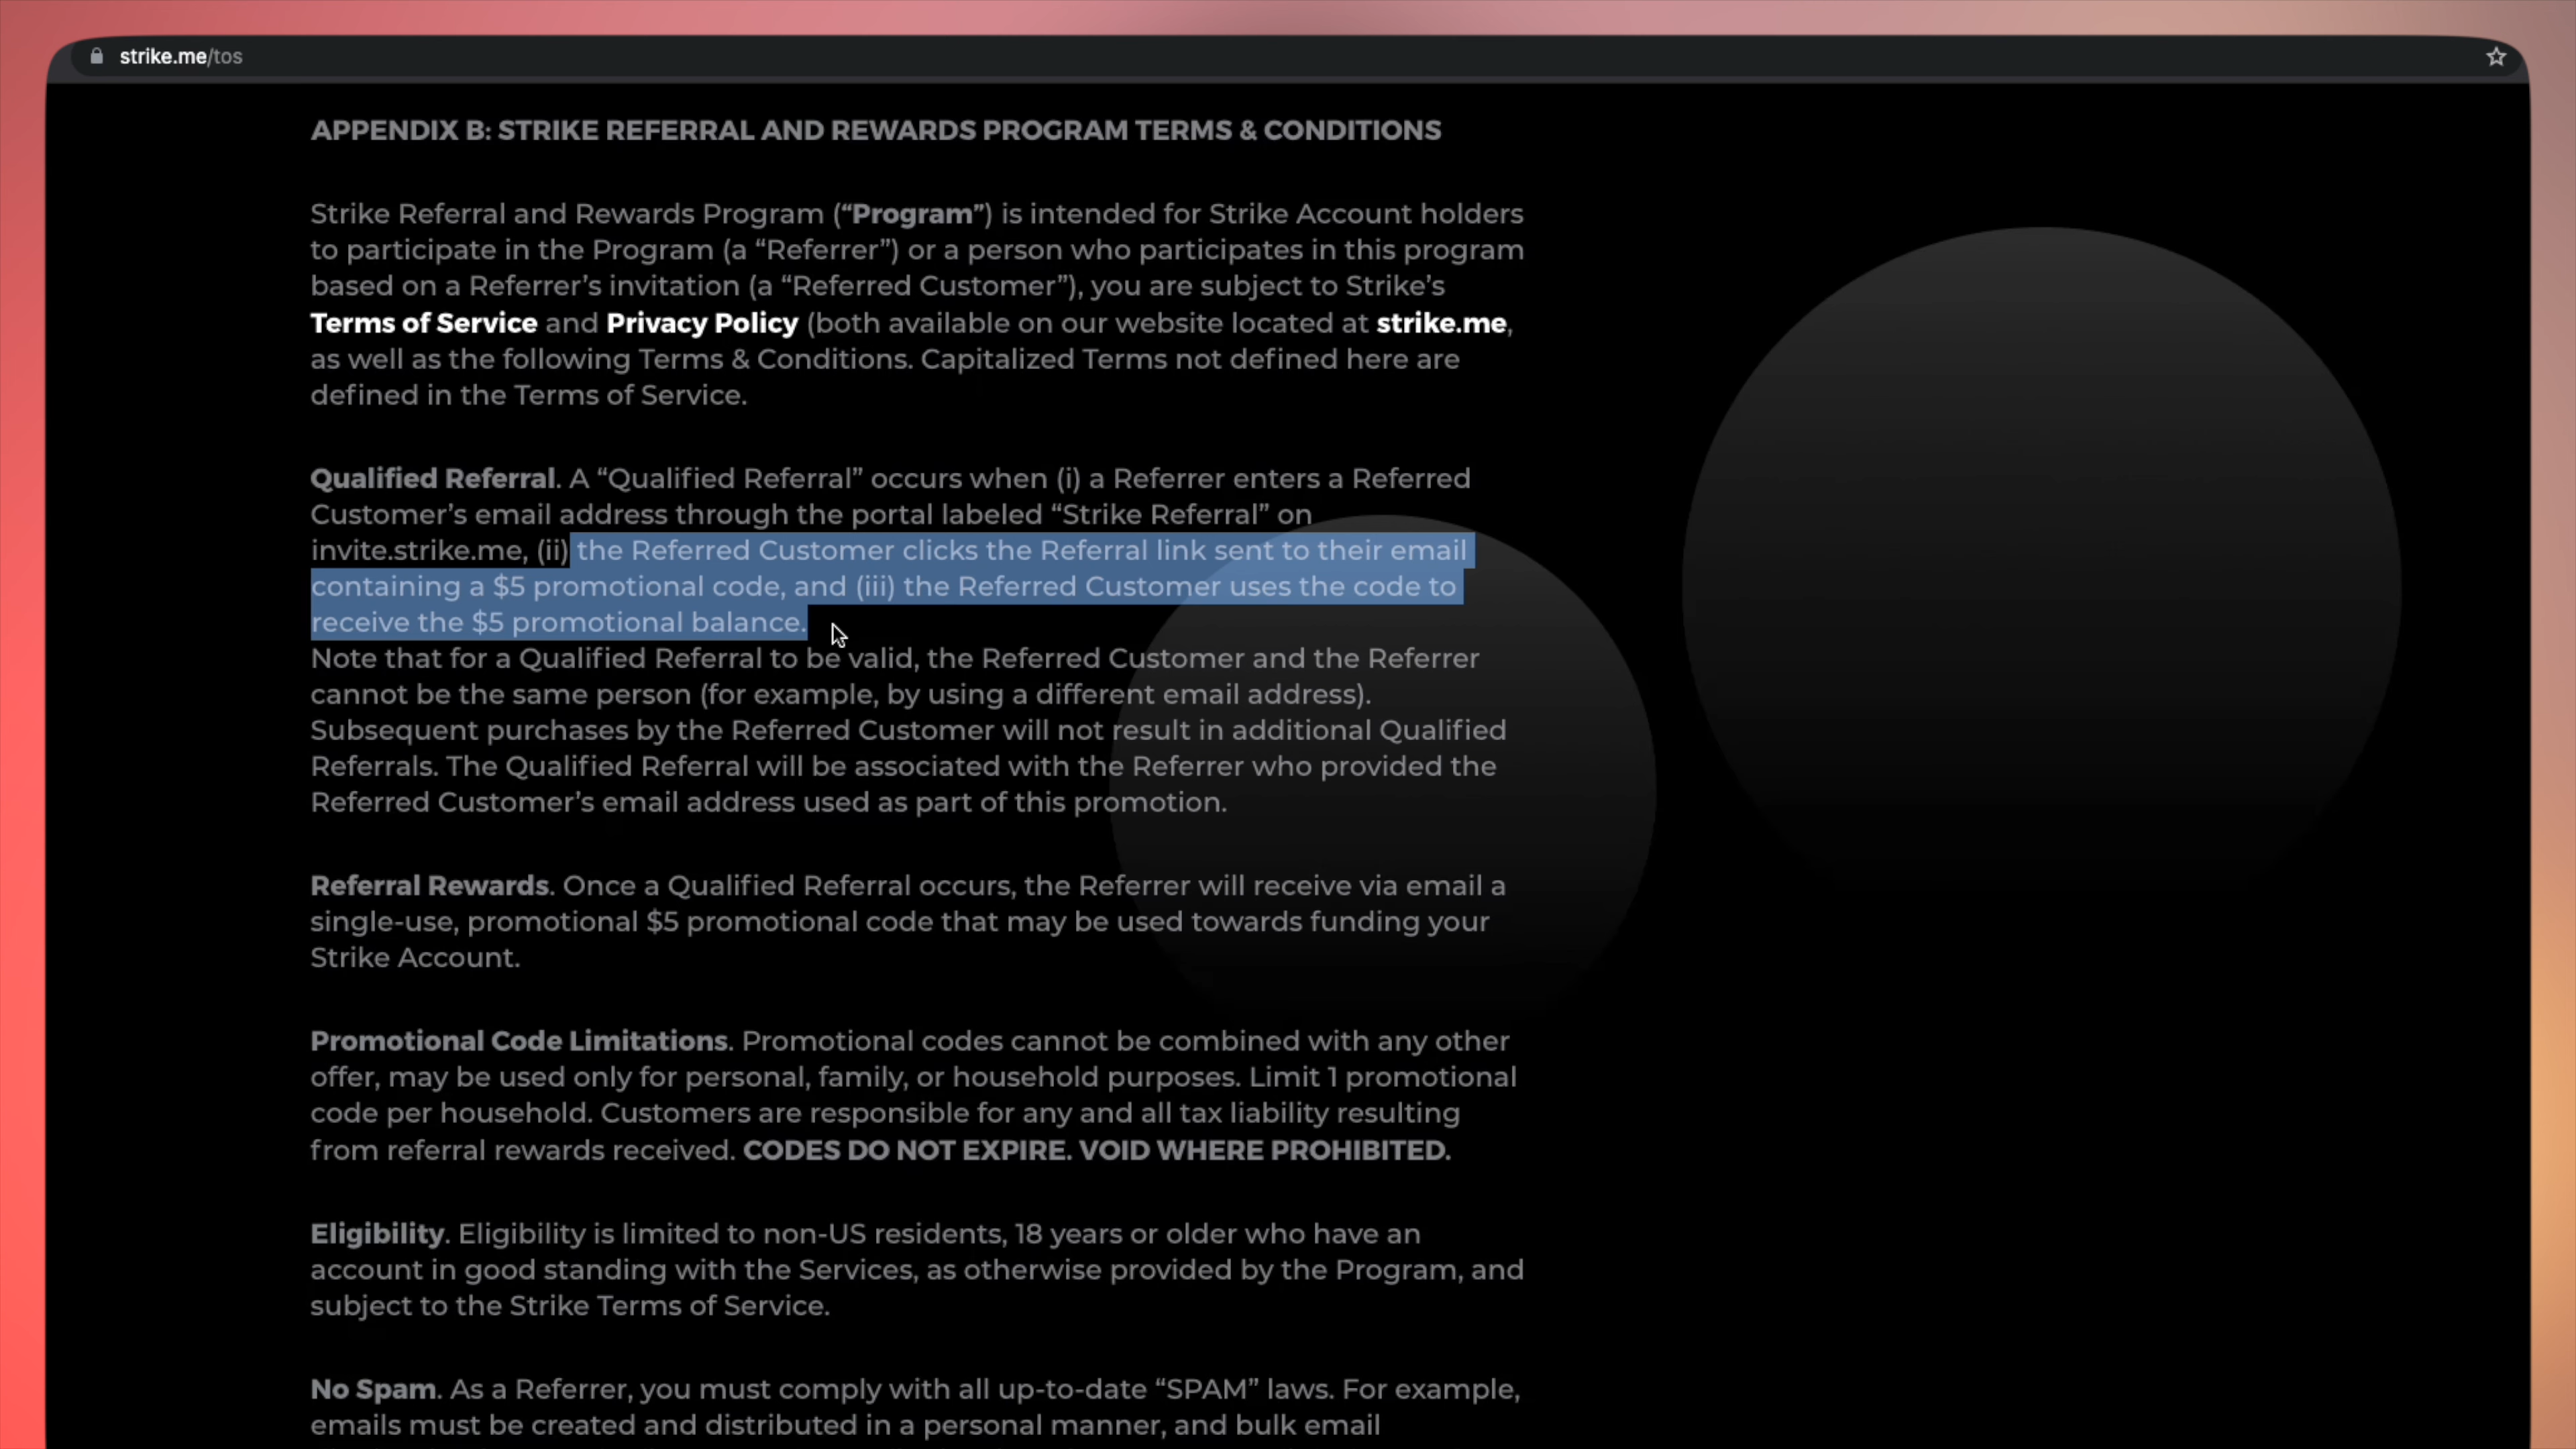 strike.me/tos
APPENDIX B: STRIKE REFERRAL AND REWARDS PROGRAM TERMS & CONDITIONS
Strike Referral and Rewards Program (“Program”) is intended for Strike Account holders
to participate in the Program (a “Referrer”) or a person who participates in this program
based on a Referrer’s invitation (a “Referred Customer”), you are subject to Strike’s
Terms of Service and Privacy Policy (both available on our website located at strike.me,
as well as the following Terms & Conditions. Capitalized Terms not defined here are
defined in the Terms of Service.
Qualified Referral. A “Qualified Referral” occurs when (i) a Referrer enters a Referred
Customer’s email address through the portal labeled “Strike Referral” on
invite.strike.me, (ii) the Referred Customer clicks the Referral link sent to their email
containing a $5 promotional code, and (iii) the Referred Customer uses the code to
receive the $5 promotional balance.
Note that for a Qualified Referral to be valid, the Referred Customer and the Referrer
cannot be the same person (for example, by using a different email address).
Subsequent purchases by the Referred Customer will not result in additional Qualified
Referrals. The Qualified Referral will be associated with the Referrer who provided the
Referred Customer’s email address used as part of this promotion.
Referral Rewards. Once a Qualified Referral occurs, the Referrer will receive via email a
single-use, promotional $5 promotional code that may be used towards funding your
Strike Account.
Promotional Code Limitations. Promotional codes cannot be combined with any other
offer, may be used only for personal, family, or household purposes. Limit 1 promotional
code per household. Customers are responsible for any and all tax liability resulting
from referral rewards received. CODES DO NOT EXPIRE. VOID WHERE PROHIBITED.
Eligibility. Eligibility is limited to non-US residents, 18 years or older who have an
account in good standing with the Services, as otherwise provided by the Program, and
subject to the Strike Terms of Service.
No Spam. As a Referrer, you must comply with all up-to-date “SPAM” laws. For example,
emails must be created and distributed in a personal manner, and bulk email